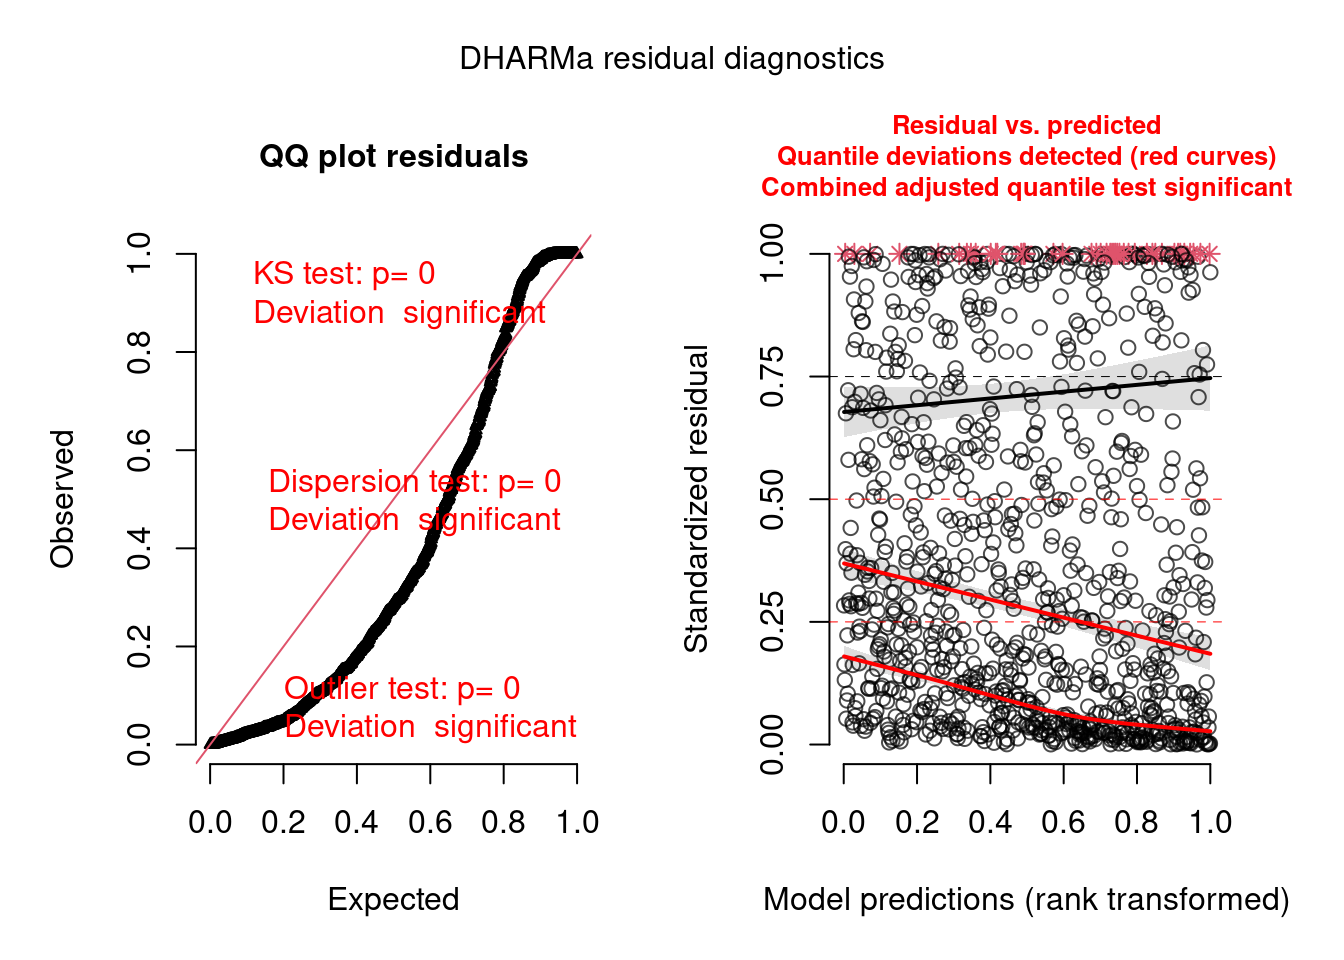 DHARMa residual diagnostics
QQ plot residuals
KS test: p= 0
Deviation  significant
Dispersion test: p= 0
Deviation  significant
Outlier test: p= 0
Deviation  significant
Observed
0.0 0.2 0.4 0.6 0.8 1.0
0.0 0.2 0.4 0.6 0.8 1.0
Expected
Residual vs. predicted
Quantile deviations detected (red curves)
Combined adjusted quantile test significant
Standardized residual
0.00 0.25 0.50 0.75 1.00
0.0 0.2 0.4 0.6 0.8 1.0
Model predictions (rank transformed)